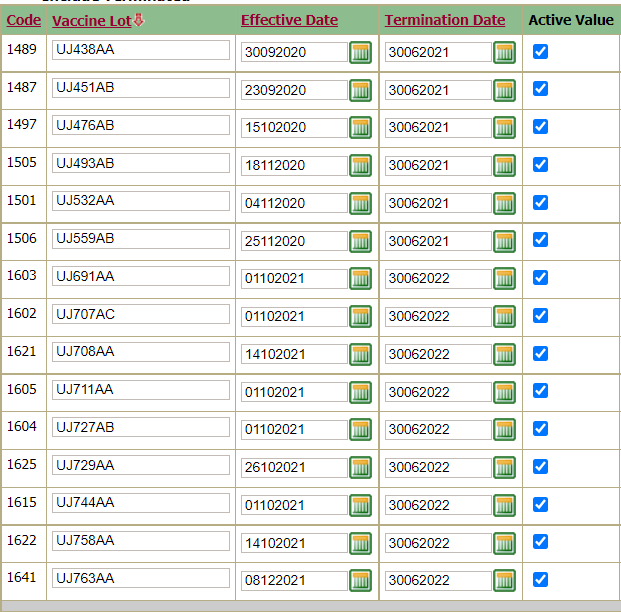 Include Terminated
Code Vaccine Lot Effective Date Termination Date Active Value
1489 UJ438AA 30092020 30062021
1487 UJ451AB 23092020 30062021
1497 UJ476AB 15102020 30062021
1505 UJ493AB 18112020 30062021
1501 UJ532AA 04112020 30062021
1506 UJ559AB 25112020 30062021
1603 UJ691AA 01102021 30062022
1602 UJ707AC 01102021 30062022
1621 UJ708AA 14102021 30062022
1605 UJ711AA 01102021 30062022
1604 UJ727AB 01102021 30062022
1625 UJ729AA 26102021 30062022
1615 UJ744AA 01102021 30062022
1622 UJ758AA 14102021 30062022
1641 UJ763AA 08122021 30062022